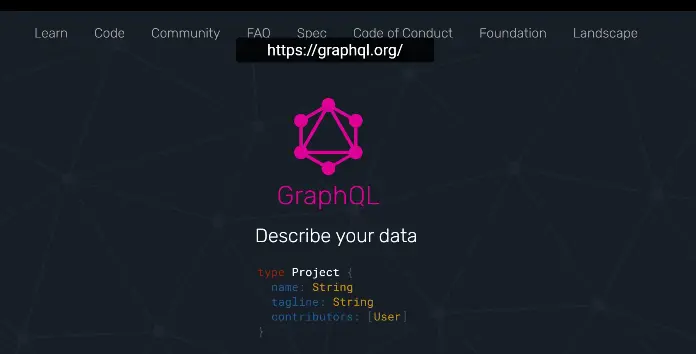 Learn Code Community FAQ Spec Code of Conduct Foundation Landscape
https://graphql.org/
GraphQL
Describe your data
type Project {
name: String
tagline: String
contributors: [User]
}